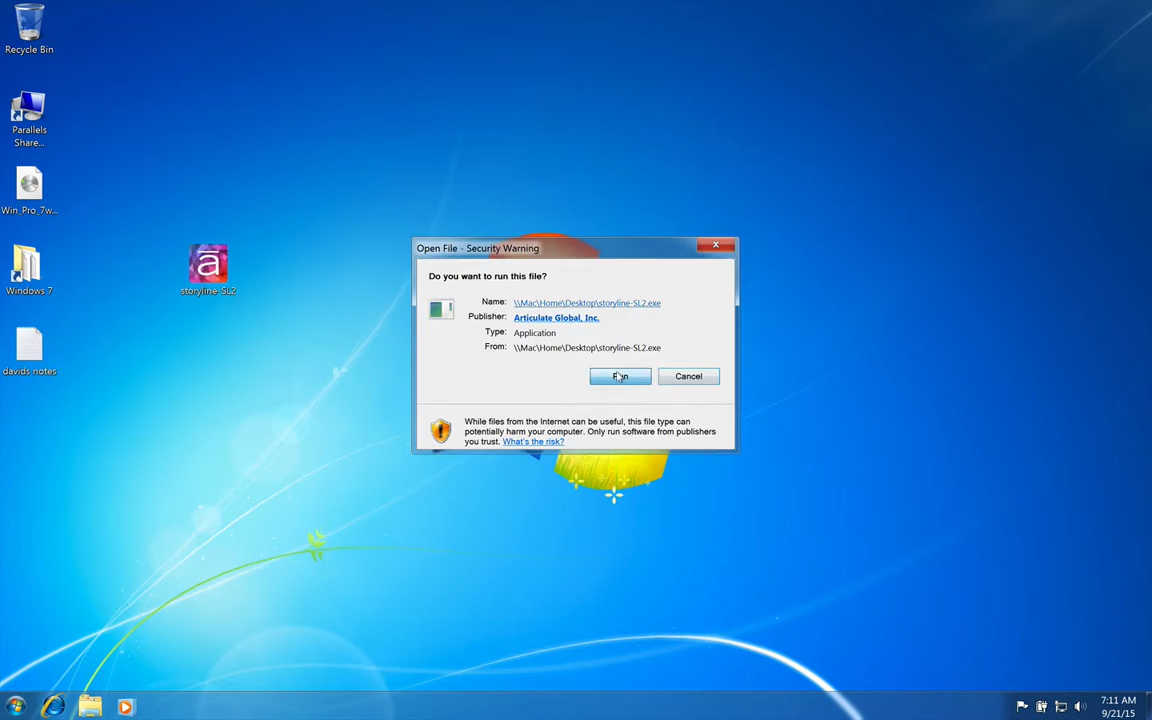 Recycle Bin
Parallels
Share...
Win_Pro_7w...
Windows 7
davids notes
ā
storyline-SL2
Open File - Security Warning
Do you want to run this file?
Name: \\Mac\Home\Desktop\storyline-SL2.exe
Publisher: Articulate Global, Inc.
Type: Application
From: \\Mac\Home\Desktop\storyline-SL2.exe
Run Cancel
While files from the Internet can be useful, this file type can
potentially harm your computer. Only run software from publishers
you trust. What's the risk?
7:11 AM
9/21/15